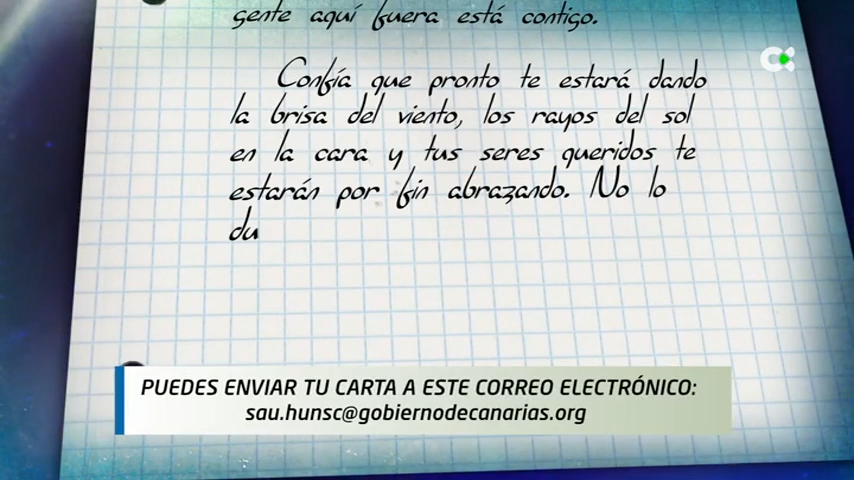 gente aquí fuera está contigo.
Confía que pronto te estará dando
la brisa del viento, los rayos del sol
en la cara y tus seres queridos te
estarán por fin abrazando. No lo
du
PUEDES ENVIAR TU CARTA A ESTE CORREO ELECTRÓNICO:
sau.hunsc@gobiernodecanarias.org